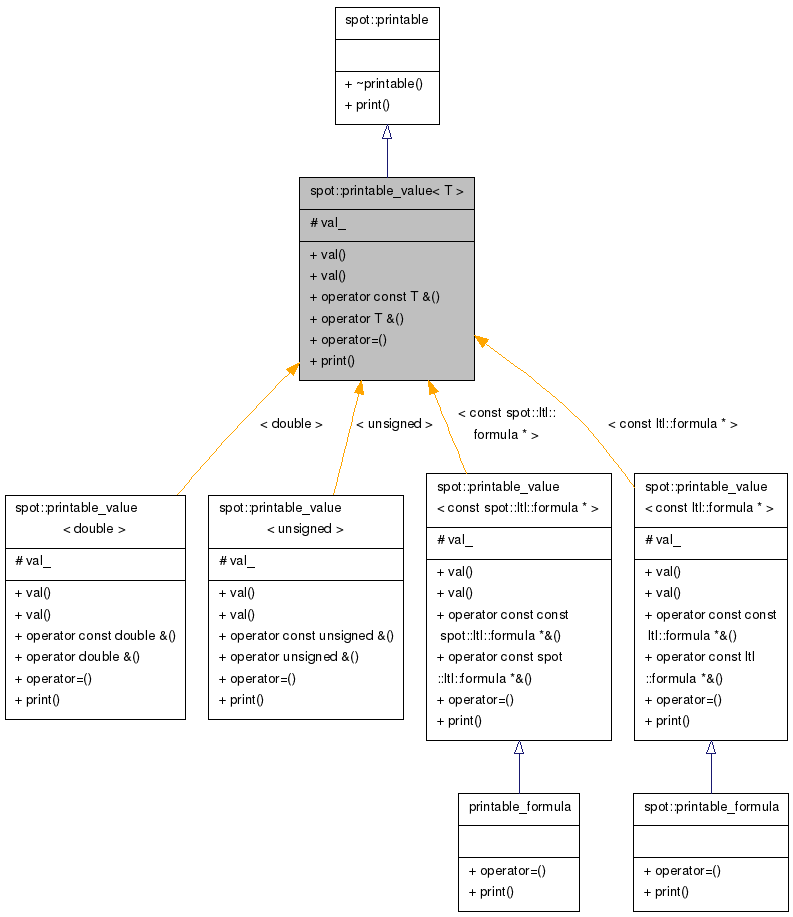 spot::printable
+ ~printable()
+ print()
spot::printable_value< T >
# val_
+ val()
+ val()
+ operator const T &()
+ operator T &()
+ operator=()
+ print()
< double >
< unsigned >
< const spot::ltl::
formula * >
< const ltl::formula * >
spot::printable_value
< double >
# val_
+ val()
+ val()
+ operator const double &()
+ operator double &()
+ operator=()
+ print()
spot::printable_value
< unsigned >
# val_
+ val()
+ val()
+ operator const unsigned &()
+ operator unsigned &()
+ operator=()
+ print()
spot::printable_value
< const spot::ltl::formula * >
# val_
+ val()
+ val()
+ operator const const
spot::ltl::formula *&()
+ operator const spot
::ltl::formula *&()
+ operator=()
+ print()
spot::printable_value
< const ltl::formula * >
# val_
+ val()
+ val()
+ operator const const
ltl::formula *&()
+ operator const ltl
::formula *&()
+ operator=()
+ print()
printable_formula
+ operator=()
+ print()
spot::printable_formula
+ operator=()
+ print()